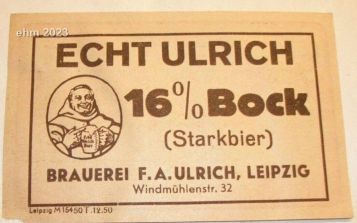 ehm 2023
ECHT ULRICH
16% Bock
(Starkbier)
BRAUEREI F.A. ULRICH, LEIPZIG
Windmühlenstr. 32
Leipzig M 15450 T. 12.50